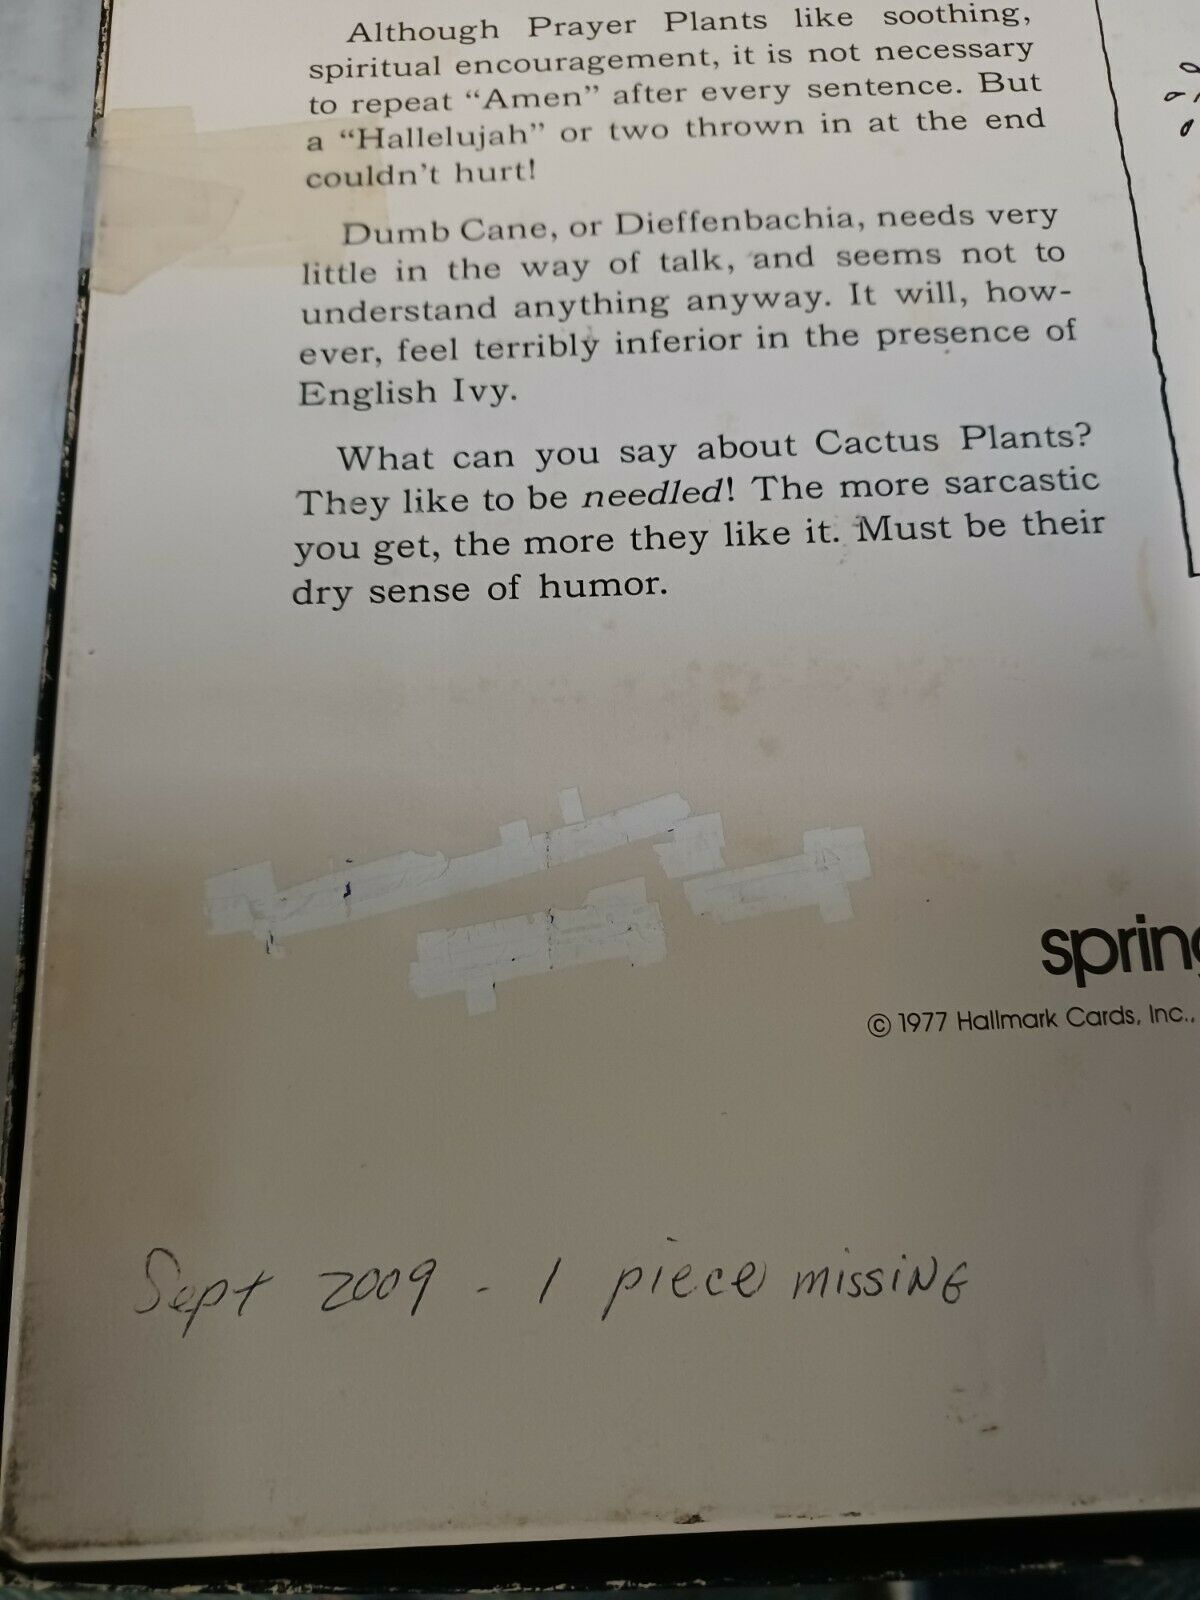 Although Prayer Plants like soothing,
spiritual encouragement, it is not necessary
to repeat “Amen” after every sentence. But
a “Hallelujah” or two thrown in at the end
couldn't hurt!
Dumb Cane, or Dieffenbachia, needs very
little in the way of talk, and seems not to
understand anything anyway. It will, how-
ever, feel terribly inferior in the presence of
English Ivy.
What can you say about Cactus Plants?
They like to be needled! The more sarcastic
you get, the more they like it. Must be their
dry sense of humor.
spring
© 1977 Hallmark Cards, Inc.,
Sept 2009 - 1 piece missing